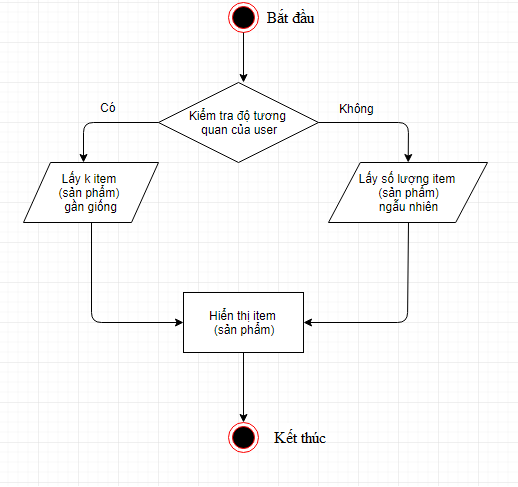 Bắt đầu
Kiểm tra độ tương
quan của user
Có
Không
Lấy k item
(sản phẩm)
gần giống
Lấy số lượng item
(sản phẩm)
ngẫu nhiên
Hiển thị item
(sản phẩm)
Kết thúc